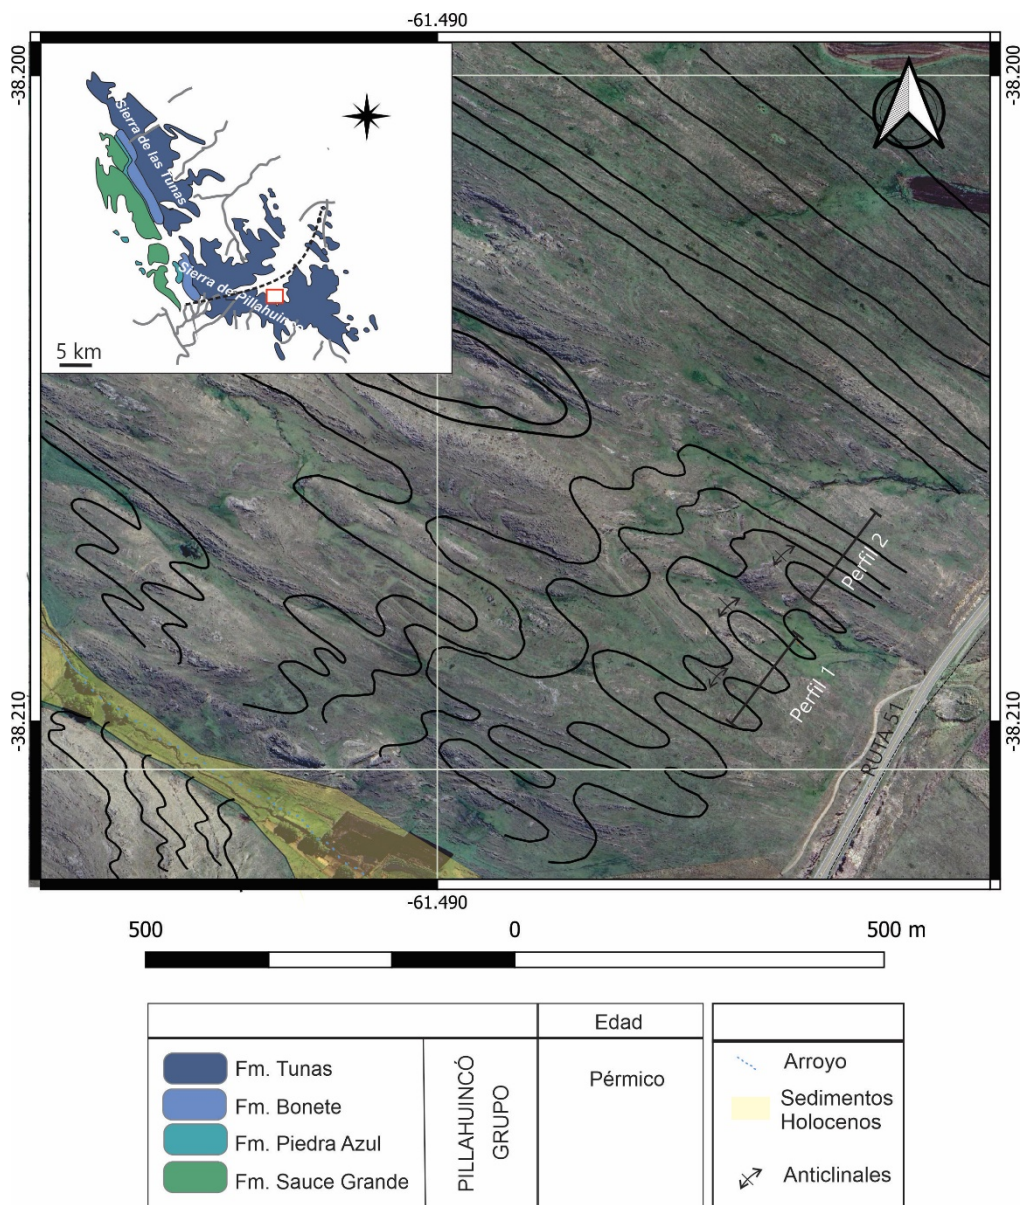 -61.490
-38.200
-38.200
Sierra de las Tunas
Sierra de Pillahuincó
5 km
Perfil 2
Perfil 1
RUTA 51
-38.210
-38.210
-61.490
500
0
500 m
Edad
Fm. Tunas
Fm. Bonete
Fm. Piedra Azul
Fm. Sauce Grande
PILLAHUINCÓ
GRUPO
Pérmico
Arroyo
Sedimentos
Holocenos
Anticlinales